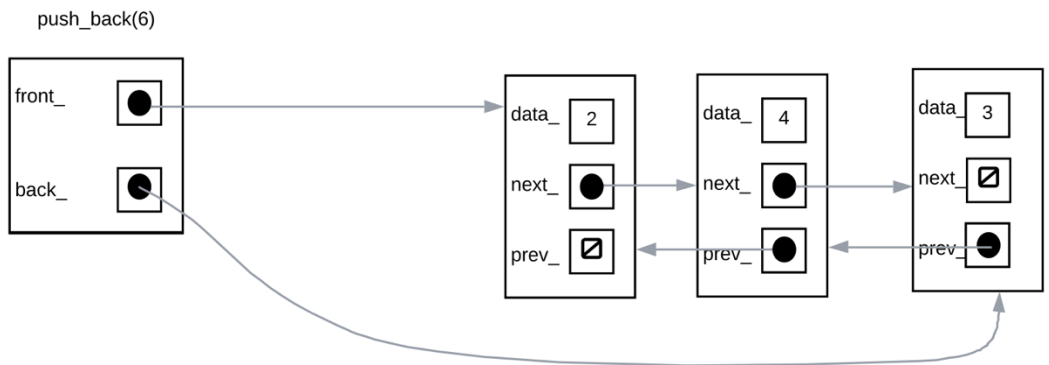 push_back(6)
front_
back_
data_ 2
next_
prev_
data_ 4
next_
prev_
data_ 3
next_
prev_